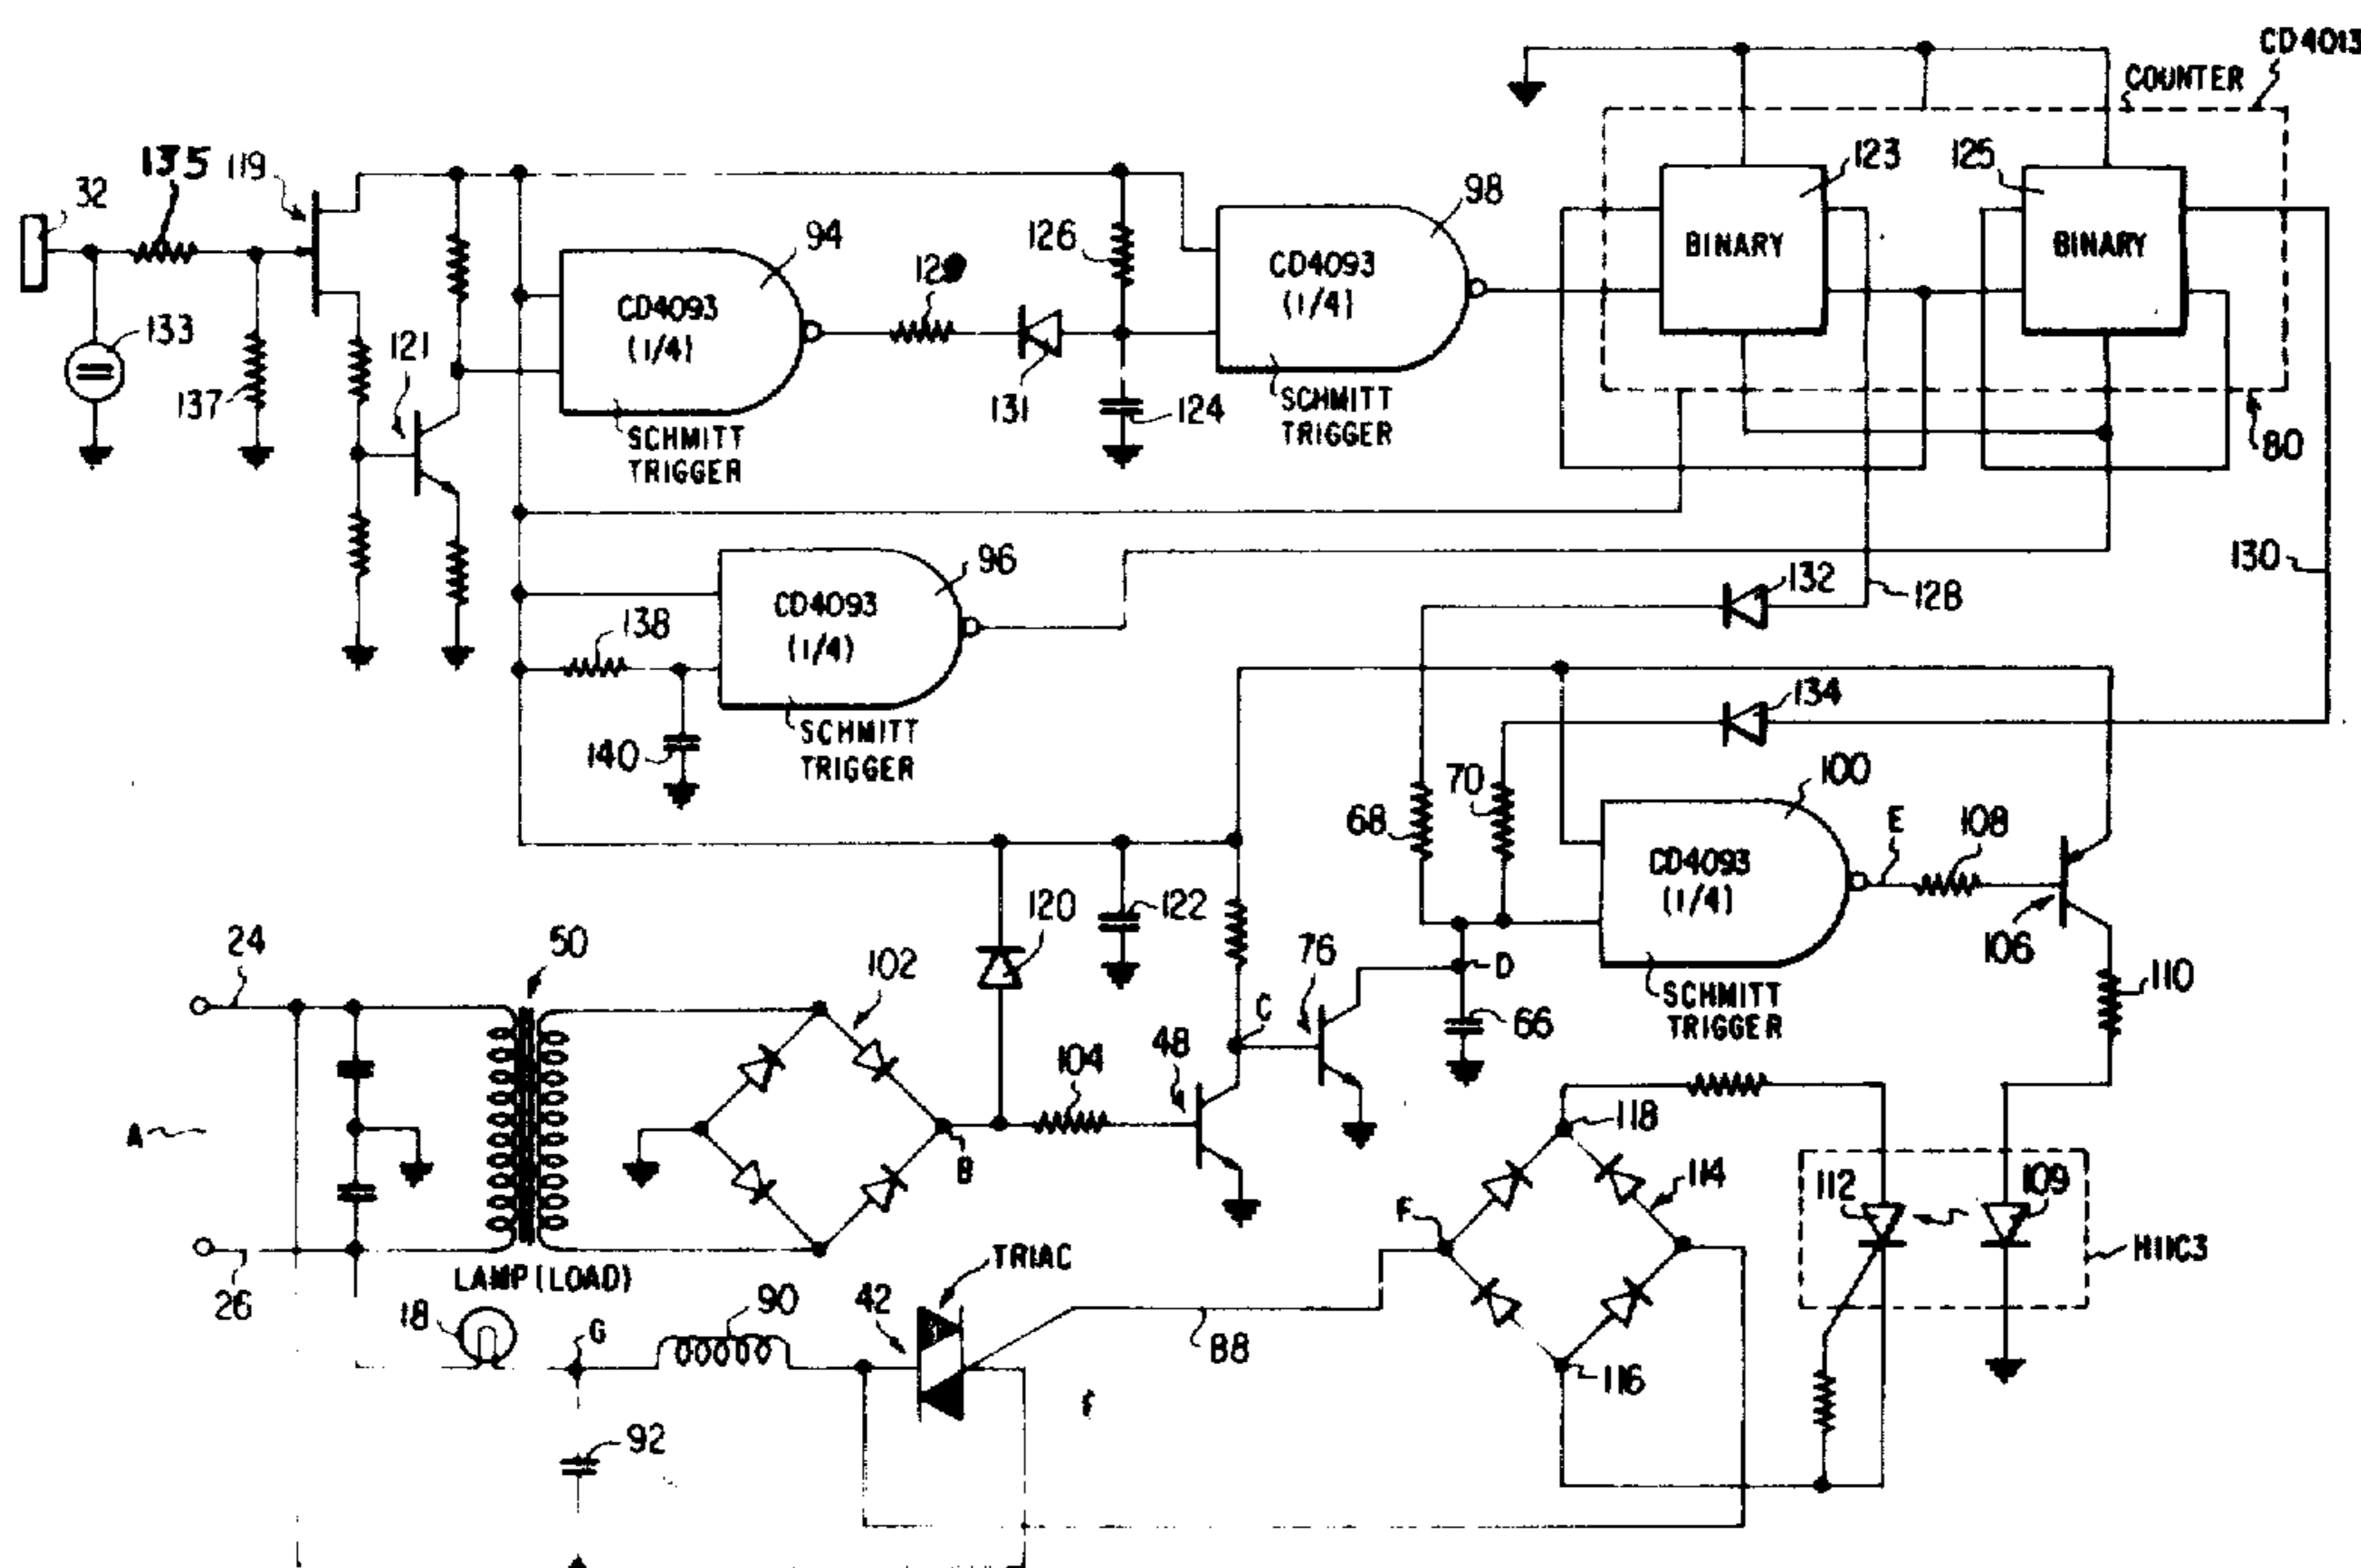 CD4013
COUNTER
135
119
32
123
125
98
94
126
CD4093
(1/4)
BINARY
BINARY
CD4093
(1/4)
133
121
137
131
124
SCHMITT
TRIGGER
80
SCHMITT
TRIGGER
96
130
132
128
CD4093
(1/4)
138
134
SCHMITT
TRIGGER
140
70
100
68
E
108
CD4093
(1/4)
120
122
24
50
102
76
D
106
110
SCHMITT
TRIGGER
C
66
104
48
118
A
B
114
112
109
F
H11C3
TRIAC
LAMP (LOAD)
26
90
42
18
G
88
116
92